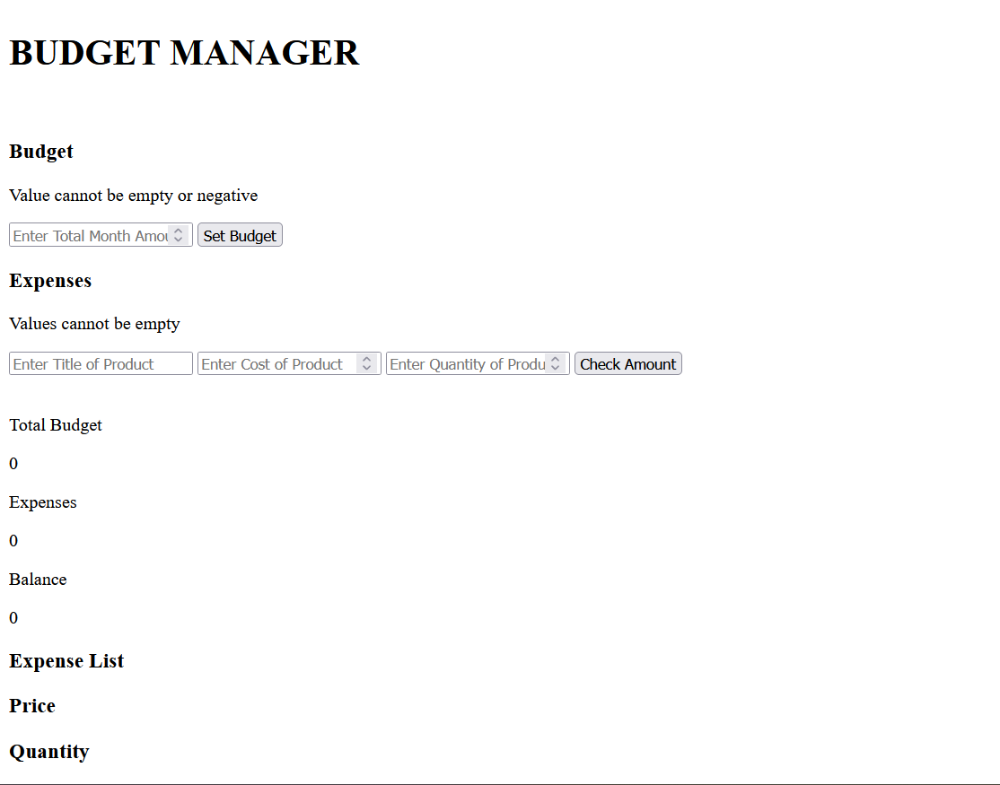 BUDGET MANAGER
Budget
Value cannot be empty or negative
Enter Total Month Amou Set Budget
Expenses
Values cannot be empty
Enter Title of Product Enter Cost of Product Enter Quantity of Produ Check Amount
Total Budget
0
Expenses
0
Balance
0
Expense List
Price
Quantity